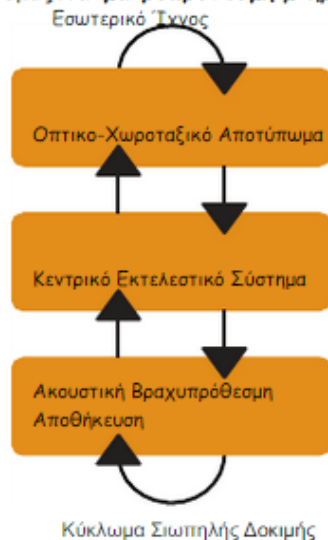 Εσωτερικό Ίχνος
Οπτικο-Χωροταξικό Αποτύπωμα
Κεντρικό Εκτελεστικό Σύστημα
Ακουστική Βραχυπρόθεσμη
Αποθήκευση
Κύκλωμα Σιωπηλής Δοκιμής